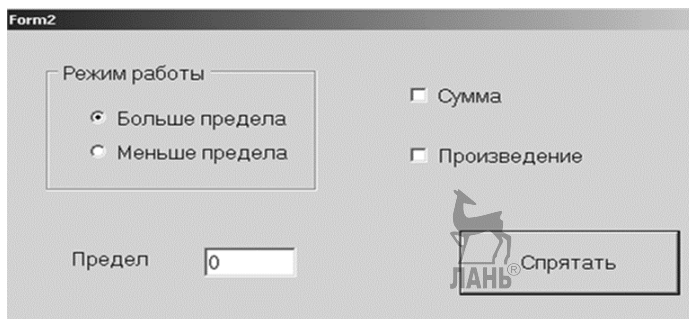 Form2
Режим работы
Больше предела
Меньше предела
Сумма
Произведение
Предел
0
Спрятать
ЛАНЬ®